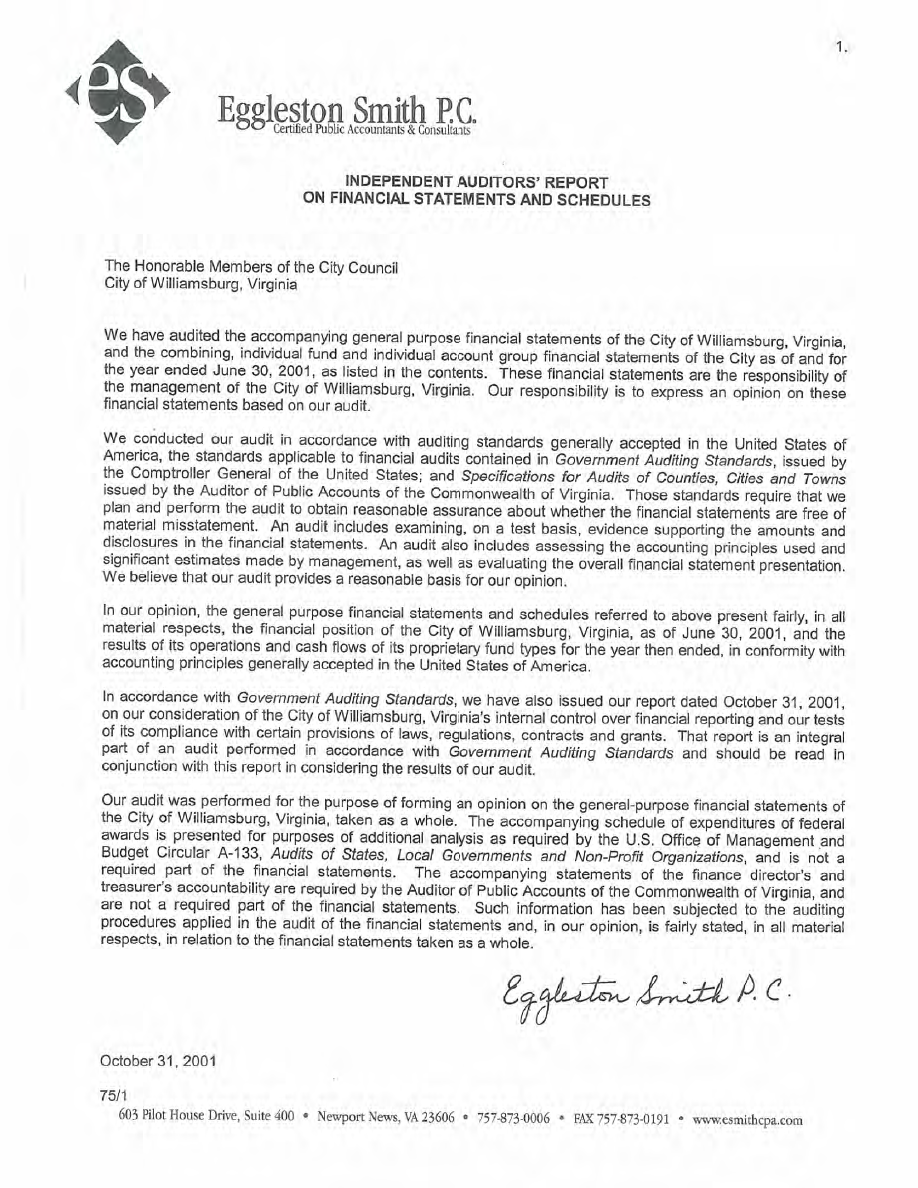 1.
es
Eggleston Smith P.C.
Certified Public Accountants & Consultants
INDEPENDENT AUDITORS' REPORT
ON FINANCIAL STATEMENTS AND SCHEDULES
The Honorable Members of the City Council
City of Williamsburg, Virginia
We have audited the accompanying general purpose financial statements of the City of Williamsburg, Virginia,
and the combining, individual fund and individual account group financial statements of the City as of and for
the year ended June 30, 2001, as listed in the contents. These financial statements are the responsibility of
the management of the City of Williamsburg, Virginia. Our responsibility is to express an opinion on these
financial statements based on our audit.
We conducted our audit in accordance with auditing standards generally accepted in the United States of
America, the standards applicable to financial audits contained in Government Auditing Standards, issued by
the Comptroller General of the United States; and Specifications for Audits of Counties, Cities and Towns
issued by the Auditor of Public Accounts of the Commonwealth of Virginia. Those standards require that we
plan and perform the audit to obtain reasonable assurance about whether the financial statements are free of
material misstatement. An audit includes examining, on a test basis, evidence supporting the amounts and
disclosures in the financial statements. An audit also includes assessing the accounting principles used and
significant estimates made by management, as well as evaluating the overall financial statement presentation.
We believe that our audit provides a reasonable basis for our opinion.
In our opinion, the general purpose financial statements and schedules referred to above present fairly, in all
material respects, the financial position of the City of Williamsburg, Virginia, as of June 30, 2001, and the
results of its operations and cash flows of its proprietary fund types for the year then ended, in conformity with
accounting principles generally accepted in the United States of America.
In accordance with Government Auditing Standards, we have also issued our report dated October 31, 2001,
on our consideration of the City of Williamsburg, Virginia's internal control over financial reporting and our tests
of its compliance with certain provisions of laws, regulations, contracts and grants. That report is an integral
part of an audit performed in accordance with Government Auditing Standards and should be read in
conjunction with this report in considering the results of our audit.
Our audit was performed for the purpose of forming an opinion on the general-purpose financial statements of
the City of Williamsburg, Virginia, taken as a whole. The accompanying schedule of expenditures of federal
awards is presented for purposes of additional analysis as required by the U.S. Office of Management and
Budget Circular A-133, Audits of States, Local Governments and Non-Profit Organizations, and is not a
required part of the financial statements. The accompanying statements of the finance director's and
treasurer's accountability are required by the Auditor of Public Accounts of the Commonwealth of Virginia, and
are not a required part of the financial statements. Such information has been subjected to the auditing
procedures applied in the audit of the financial statements and, in our opinion, is fairly stated, in all material
respects, in relation to the financial statements taken as a whole.
Eggleston Smith P.C.
October 31, 2001
75/1
603 Pilot House Drive, Suite 400 • Newport News, VA 23606 • 757-873-0006 • FAX 757-873-0191 • www.esmithcpa.com